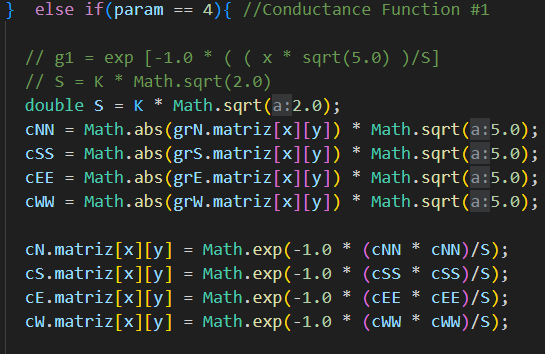 } else if(param == 4){ //Conductance Function #1
// g1 = exp [-1.0 * ( ( x * sqrt(5.0) )/S]
// S = K * Math.sqrt(2.0)
double S = K * Math.sqrt(a:2.0);
cNN = Math.abs(grN.matriz[x][y]) * Math.sqrt(a:5.0);
cSS = Math.abs(grS.matriz[x][y]) * Math.sqrt(a:5.0);
cEE = Math.abs(grE.matriz[x][y]) * Math.sqrt(a:5.0);
cWW = Math.abs(grW.matriz[x][y]) * Math.sqrt(a:5.0);
cN.matriz[x][y] = Math.exp(-1.0 * (cNN * cNN)/S);
cS.matriz[x][y] = Math.exp(-1.0 * (cSS * cSS)/S);
cE.matriz[x][y] = Math.exp(-1.0 * (cEE * cEE)/S);
cW.matriz[x][y] = Math.exp(-1.0 * (cWW * cWW)/S);